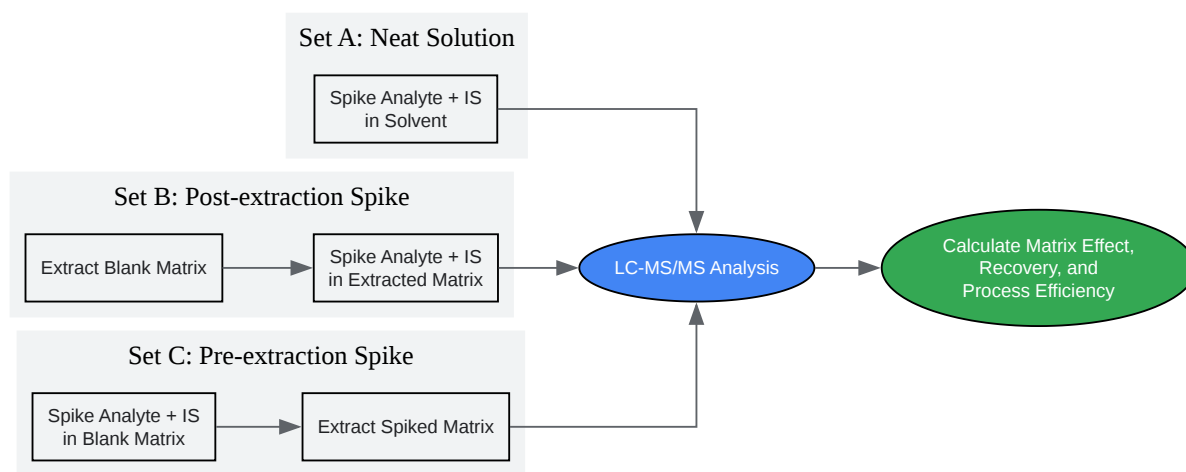 Set A: Neat Solution
Spike Analyte + IS
in Solvent
Set B: Post-extraction Spike
Extract Blank Matrix
Spike Analyte + IS
in Extracted Matrix
Set C: Pre-extraction Spike
Spike Analyte + IS
in Blank Matrix
Extract Spiked Matrix
LC-MS/MS Analysis
Calculate Matrix Effect,
Recovery, and
Process Efficiency